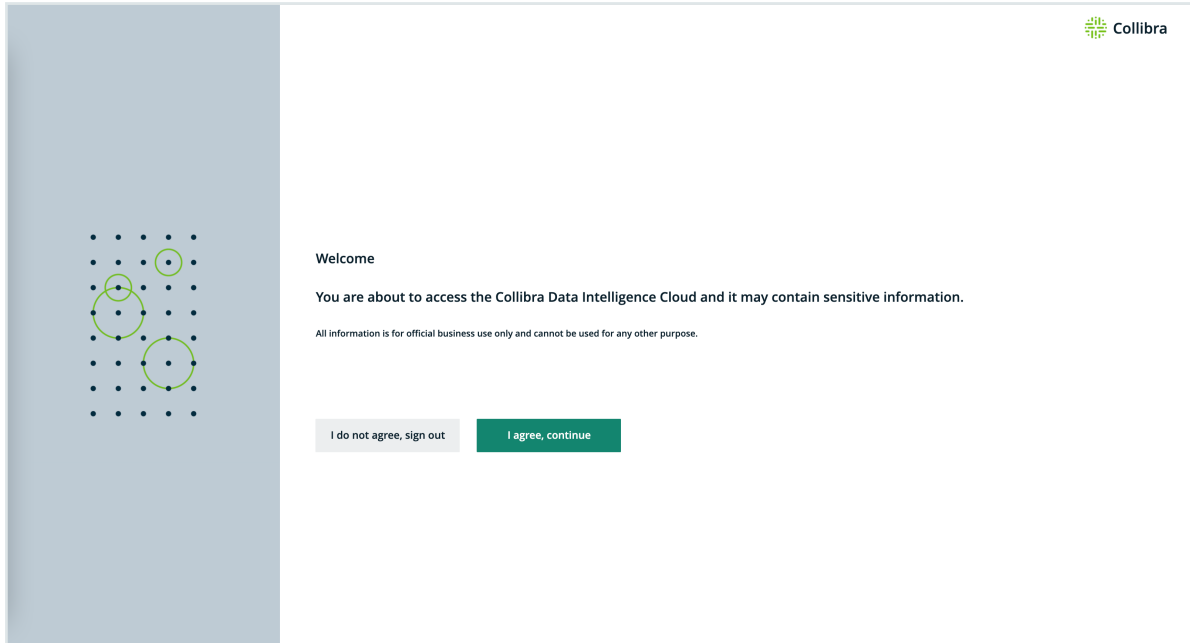 Collibra
Welcome
You are about to access the Collibra Data Intelligence Cloud and it may contain sensitive information.
All information is for official business use only and cannot be used for any other purpose.
I do not agree, sign out
I agree, continue